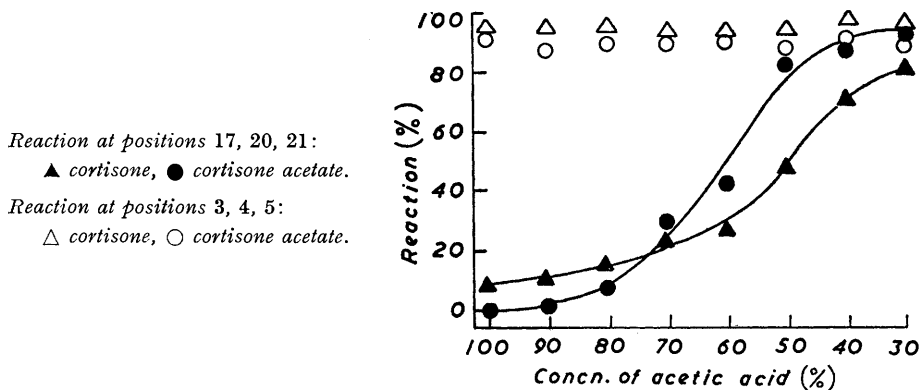 Reaction at positions 17, 20, 21:
▲ cortisone, ● cortisone acetate.
Reaction at positions 3, 4, 5:
△ cortisone, ○ cortisone acetate.
Reaction (%)
100
80
60
40
20
0
100 90 80 70 60 50 40 30
Concn. of acetic acid (%)